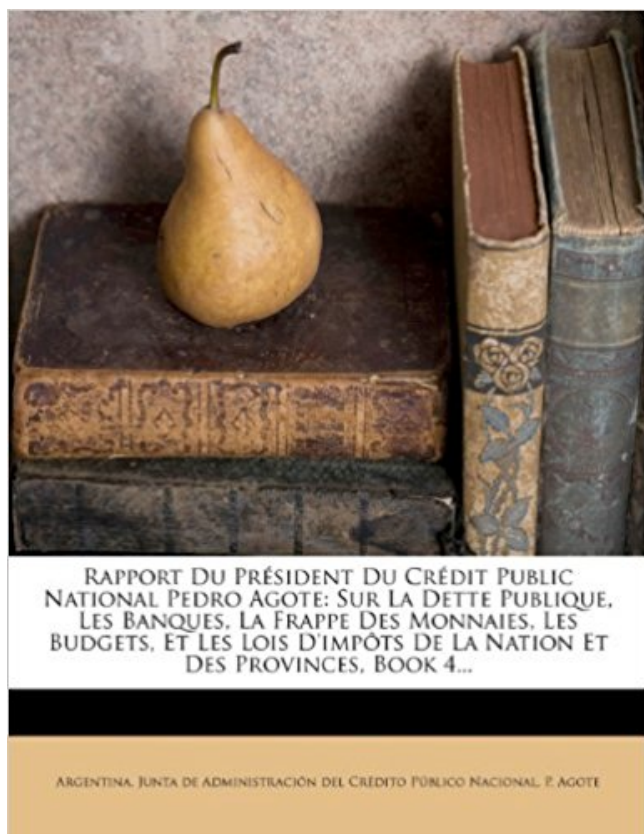 Rapport Du Président Du Crédit Public
National Pedro Agote: Sur La Dette Publique,
Les Banques, La Frappe Des Monnaies, Les
Budgets, Et Les Lois D'impôts De La Nation Et
Des Provinces, Book 4...
Argentina. Junta de Administración del Crédito Público Nacional, P. Agote